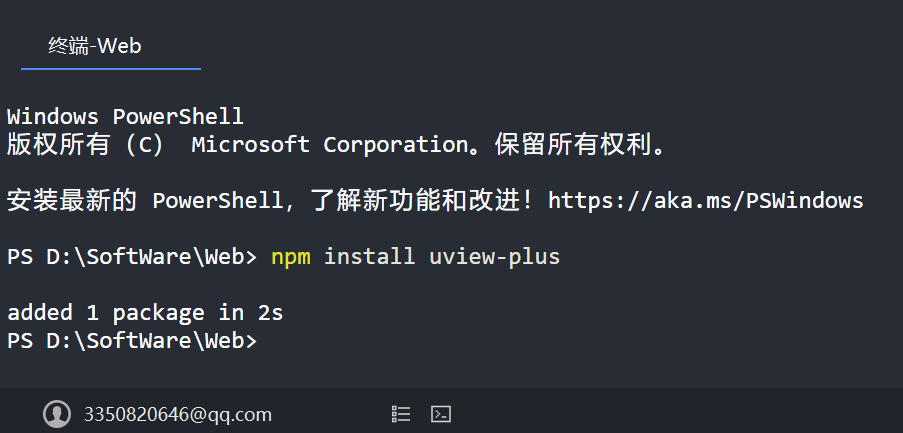 终端-Web
Windows PowerShell
版权所有 (C)  Microsoft Corporation。保留所有权利。
安装最新的 PowerShell，了解新功能和改进！https://aka.ms/PSWindows
PS D:\SoftWare\Web> npm install uview-plus
added 1 package in 2s
PS D:\SoftWare\Web>
3350820646@qq.com